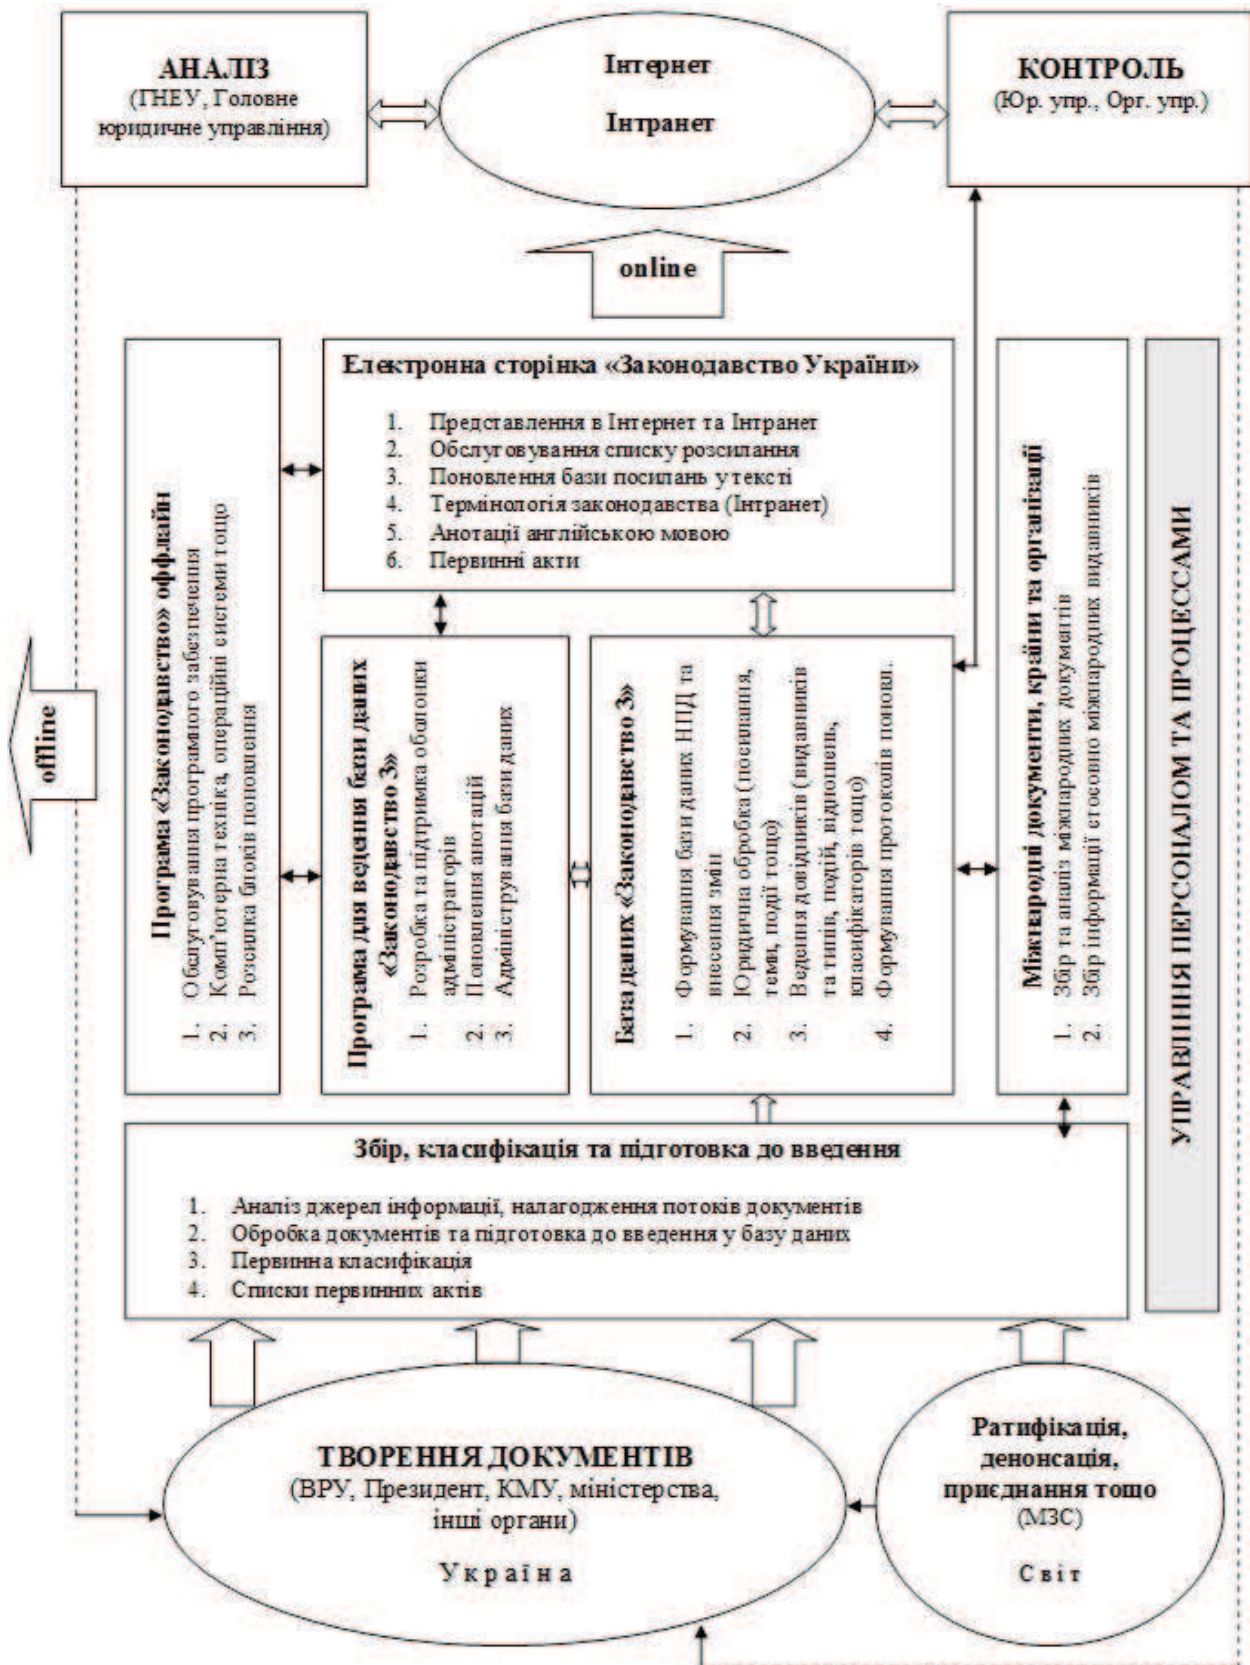 АНАЛІЗ
(ГНЕУ, Головне
юридичне управління)
Інтернет
Інтранет
КОНТРОЛЬ
(Юр. упр., Орг. упр.)
online
Електронна сторінка «Законодавство України»
1. Представлення в Інтернет та Інтранет
2. Обслуговування списку розсилання
3. Поновлення бази посилань у тексті
4. Термінологія законодавства (Інтранет)
5. Анотації англійською мовою
6. Первинні акти
offline
Програма «Законодавство» оффлайн
1. Обслуговування програмного забезпечення
2. Комп'ютерна техніка, операційні системи тощо
3. Розсилка блоків поновлення
Програма для ведення бази даних
«Законодавство 3»
1. Розробка та підтримка оболонки
адміністраторів
2. Поновлення анотацій
3. Адміністрування бази даних
База даних «Законодавство 3»
1. Формування бази даних НПД та
внесення змін
2. Юридична обробка (посилання,
теми, події тощо)
3. Ведення довідників (видавників
та типів, подій, відношень,
класифікаторів тощо)
4. Формування протоколів поновл.
Міжнародні документи, країни та організації
1. Збір та аналіз міжнародних документів
2. Збір інформації стосовно міжнародних видавників
УПРАВЛІННЯ ПЕРСОНАЛОМ ТА ПРОЦЕССАМИ
Збір, класифікація та підготовка до введення
1. Аналіз джерел інформації, налагодження потоків документів
2. Обробка документів та підготовка до введення у базу даних
3. Первинна класифікація
4. Списки первинних актів
ТВОРЕННЯ ДОКУМЕНТІВ
(ВРУ, Президент, КМУ, міністерства,
інші органи)
Україна
Ратифікація,
денонсація,
приєднання тощо
(МЗС)
Світ